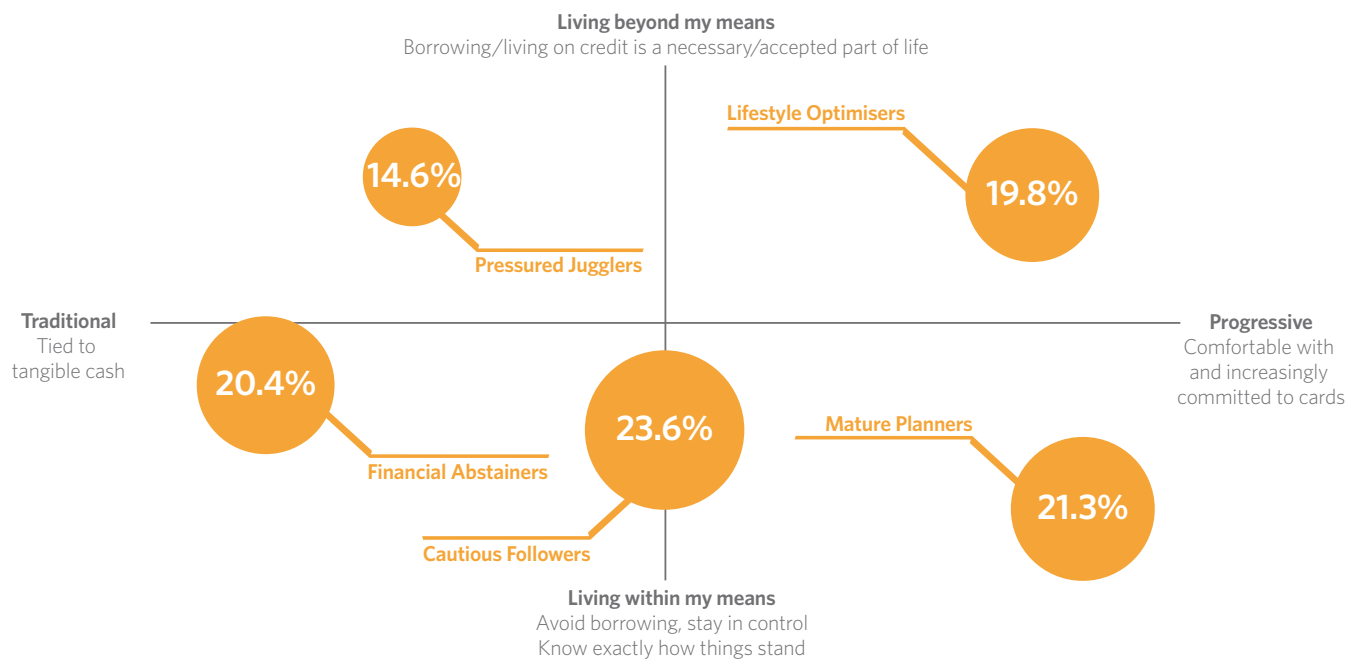 Living beyond my means
Borrowing/living on credit is a necessary/accepted part of life
Lifestyle Optimisers
14.6%
19.8%
Pressured Jugglers
Traditional
Tied to
tangible cash
Progressive
Comfortable with
and increasingly
committed to cards
20.4%
23.6%
Mature Planners
Financial Abstainers
21.3%
Cautious Followers
Living within my means
Avoid borrowing, stay in control
Know exactly how things stand